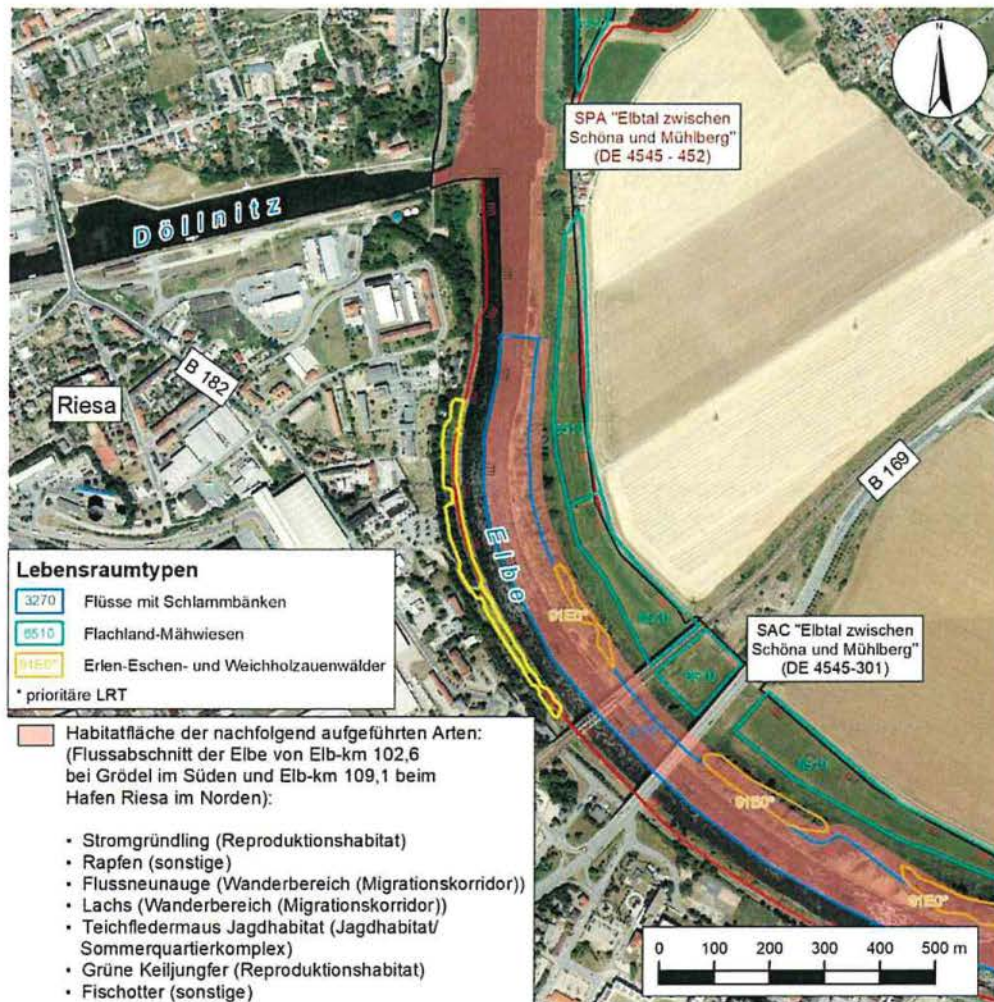 N
SPA "Elbtal zwischen
Schöna und Mühlberg"
(DE 4545 - 452)
Döllnitz
B 182
Riesa
B 169
Elbe
6510
91E0*
6510
SAC "Elbtal zwischen
Schöna und Mühlberg"
(DE 4545-301)
6510
6510
91E0*
91E0*
Lebensraumtypen
3270 Flüsse mit Schlammbänken
6510 Flachland-Mähwiesen
91E0* Erlen-Eschen- und Weichholzauenwälder
* prioritäre LRT
Habitatfläche der nachfolgend aufgeführten Arten:
(Flussabschnitt der Elbe von Elb-km 102,6
bei Grödel im Süden und Elb-km 109,1 beim
Hafen Riesa im Norden):
• Stromgründling (Reproduktionshabitat)
• Rapfen (sonstige)
• Flussneunauge (Wanderbereich (Migrationskorridor))
• Lachs (Wanderbereich (Migrationskorridor))
• Teichfledermaus Jagdhabitat (Jagdhabitat/
Sommerquartierkomplex)
• Grüne Keiljungfer (Reproduktionshabitat)
• Fischotter (sonstige)
0 100 200 300 400 500 m